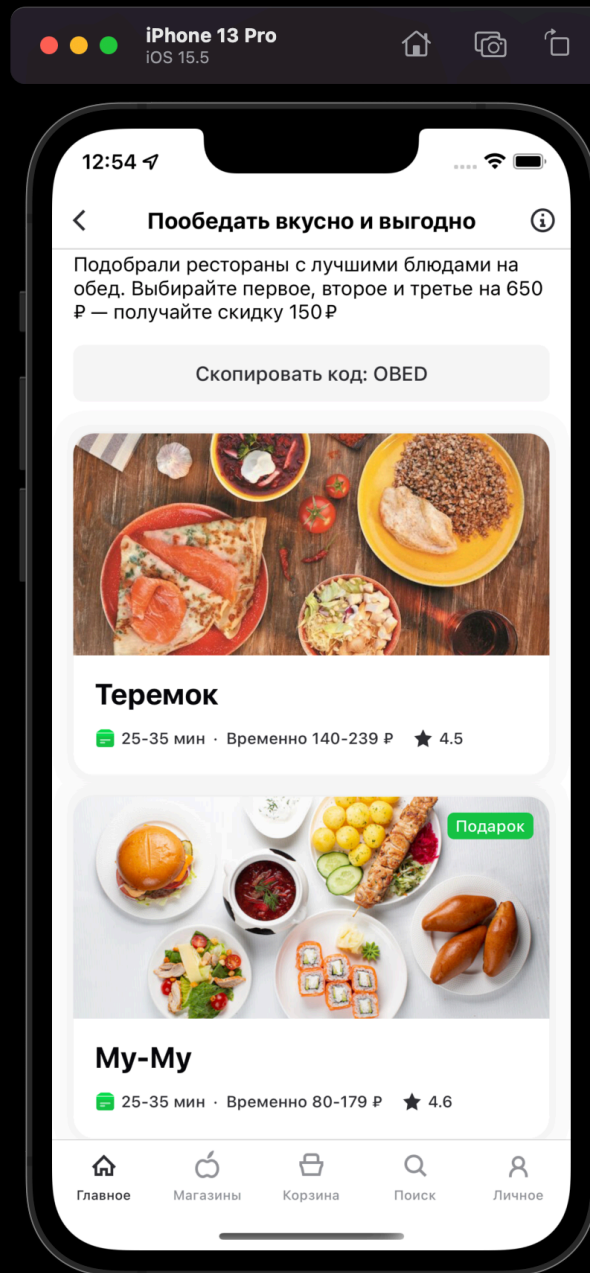 iPhone 13 Pro
iOS 15.5
12:54
Пообедать вкусно и выгодно
Подобрали рестораны с лучшими блюдами на
обед. Выбирайте первое, второе и третье на 650
₽ — получайте скидку 150 ₽
Скопировать код: OBED
Теремок
25-35 мин · Временно 140-239 ₽ 4.5
Подарок
Му-Му
25-35 мин · Временно 80-179 ₽ 4.6
Главное Магазины Корзина Поиск Личное